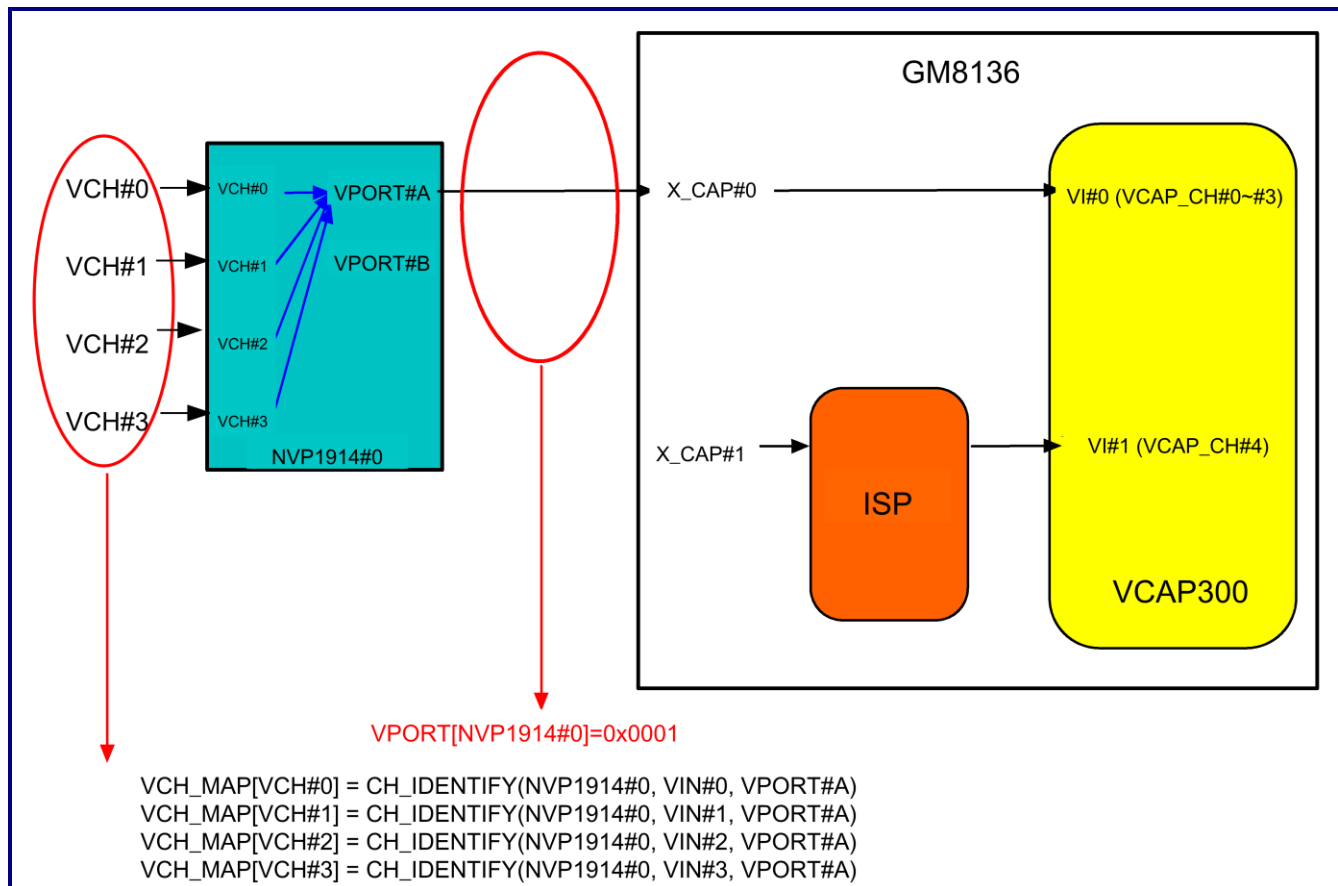 GM8136
VCH#0
VCH#0
VPORT#A
X_CAP#0
VI#0 (VCAP_CH#0~#3)
VCH#1
VCH#1
VPORT#B
VCH#2
VCH#2
VCH#3
VCH#3
NVP1914#0
X_CAP#1
ISP
VI#1 (VCAP_CH#4)
VCAP300
VPORT[NVP1914#0]=0x0001
VCH_MAP[VCH#0] = CH_IDENTIFY(NVP1914#0, VIN#0, VPORT#A)
VCH_MAP[VCH#1] = CH_IDENTIFY(NVP1914#0, VIN#1, VPORT#A)
VCH_MAP[VCH#2] = CH_IDENTIFY(NVP1914#0, VIN#2, VPORT#A)
VCH_MAP[VCH#3] = CH_IDENTIFY(NVP1914#0, VIN#3, VPORT#A)